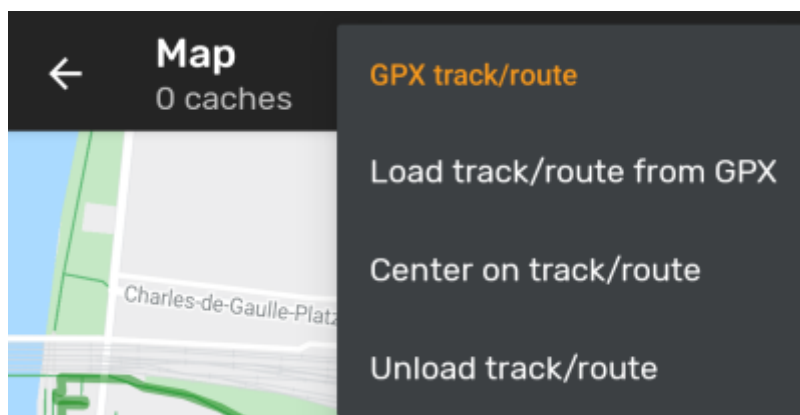 Map
0 caches
GPX track/route
Load track/route from GPX
Center on track/route
Unload track/route
Charles-de-Gaulle-Platz